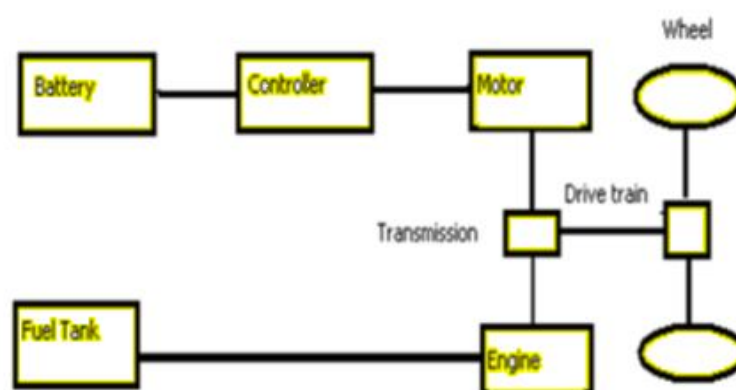 Wheel
Battery
Controller
Motor
Drive train
Transmission
Fuel Tank
Engine